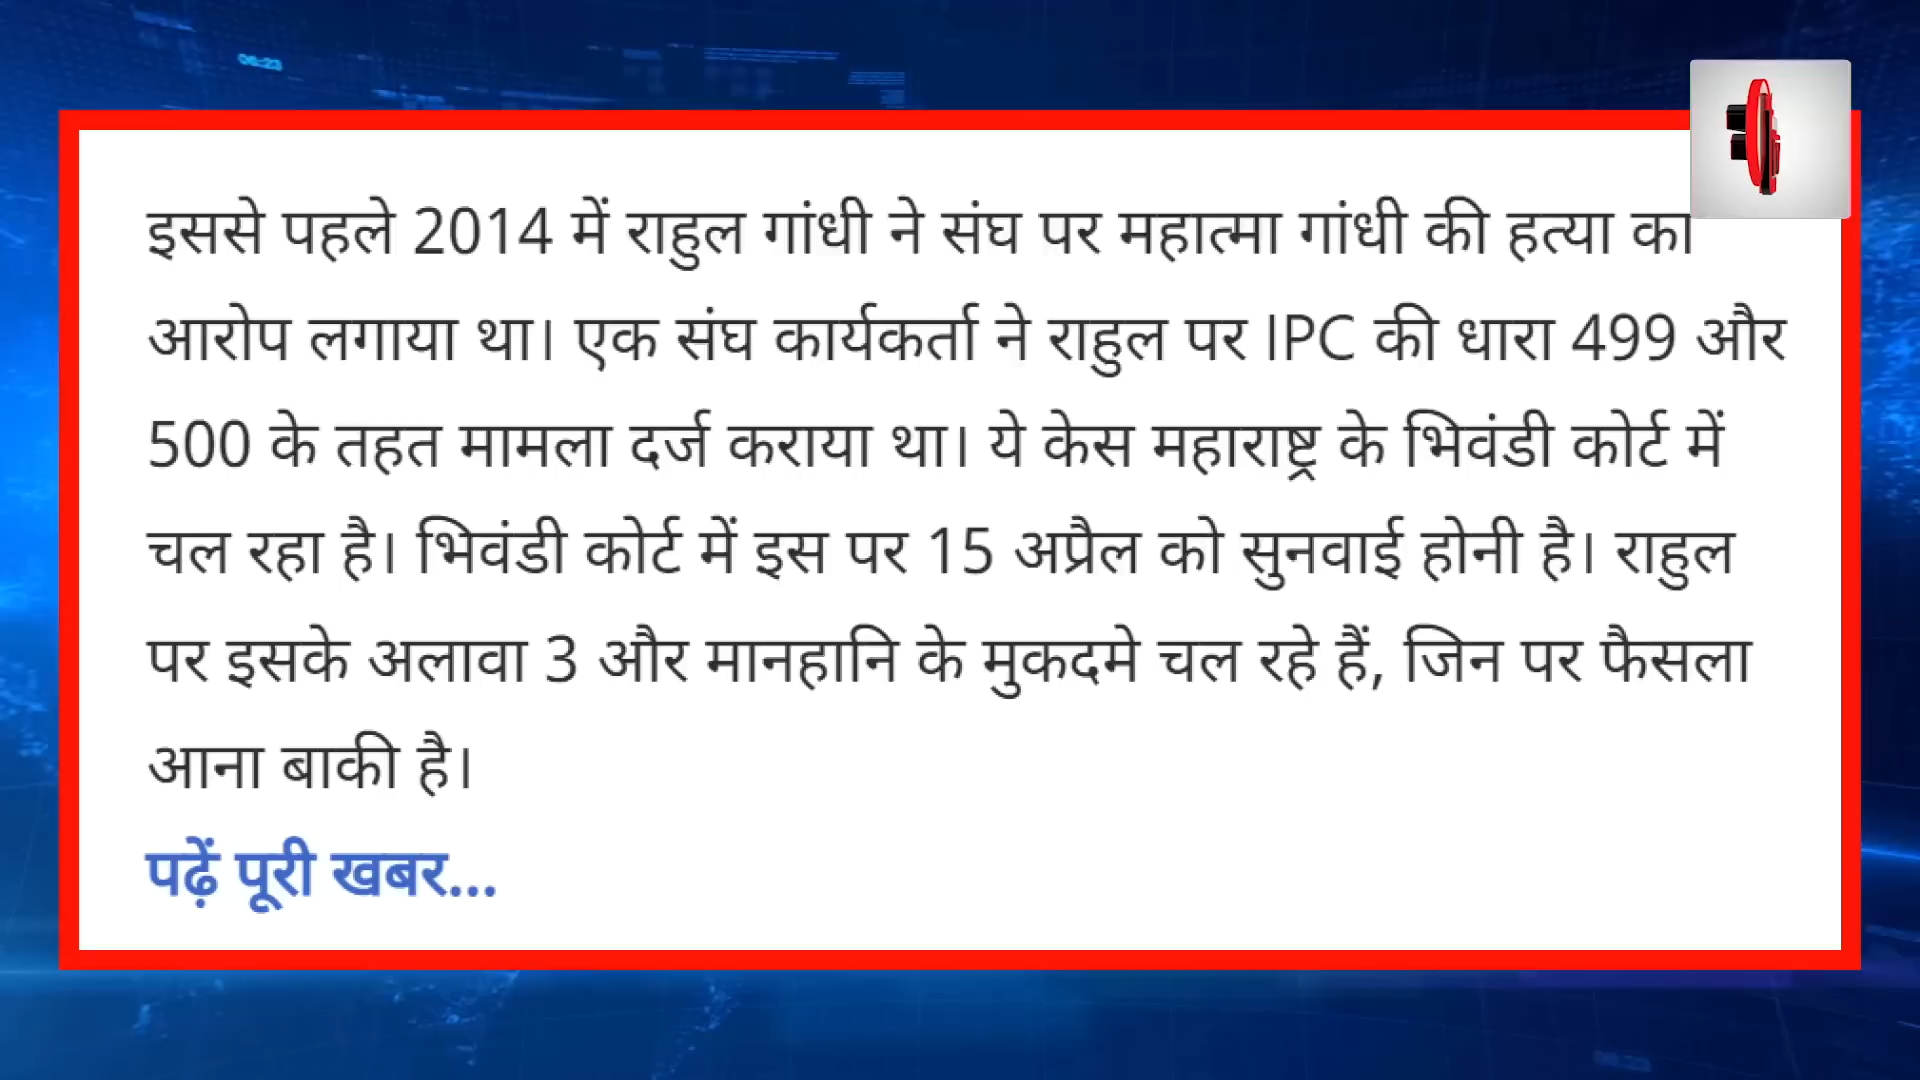 06:23
इससे पहले 2014 में राहुल गांधी ने संघ पर महात्मा गांधी की हत्या का
आरोप लगाया था। एक संघ कार्यकर्ता ने राहुल पर IPC की धारा 499 और
500 के तहत मामला दर्ज कराया था। ये केस महाराष्ट्र के भिवंडी कोर्ट में
चल रहा है। भिवंडी कोर्ट में इस पर 15 अप्रैल को सुनवाई होनी है। राहुल
पर इसके अलावा 3 और मानहानि के मुकदमे चल रहे हैं, जिन पर फैसला
आना बाकी है।
पढ़ें पूरी खबर...